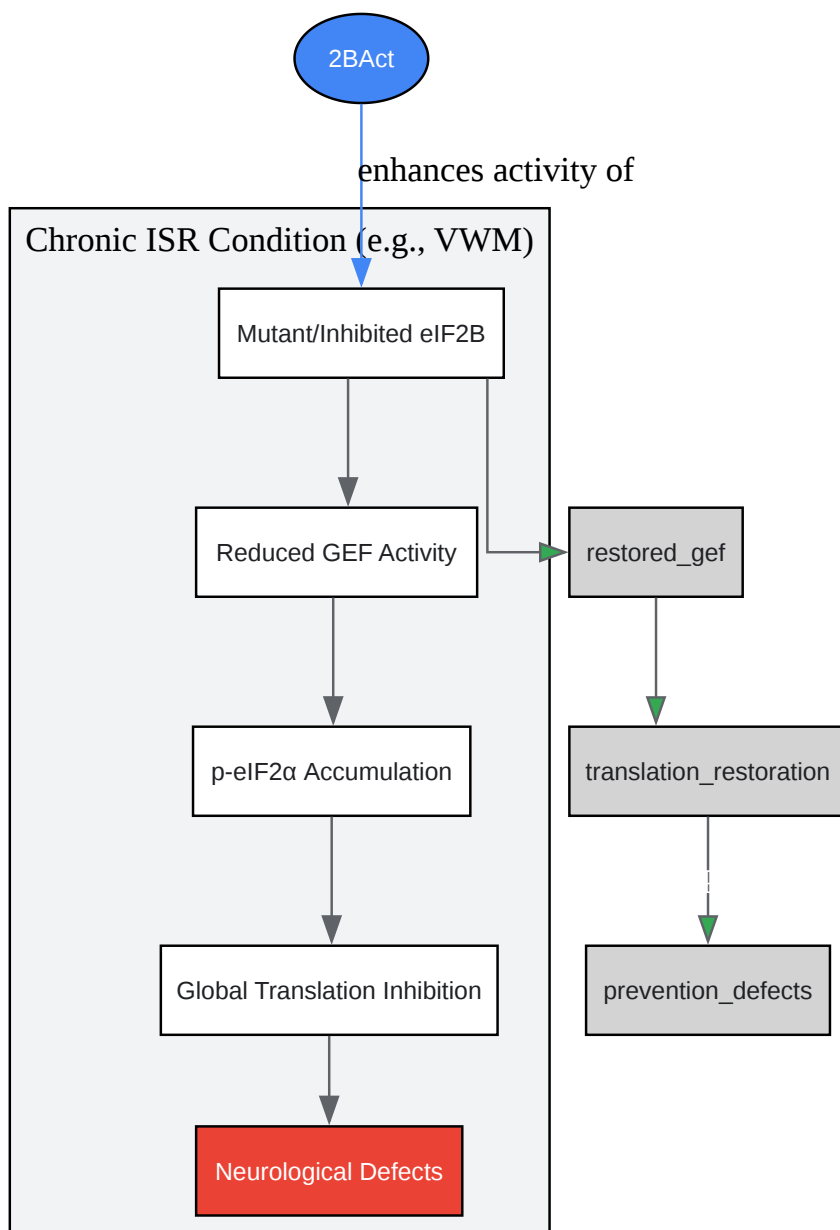 2BAct
enhances activity of
Chronic ISR Condition (e.g., VWM)
Mutant/Inhibited eIF2B
Reduced GEF Activity
restored_gef
p-eIF2α Accumulation
translation_restoration
Global Translation Inhibition
prevention_defects
Neurological Defects